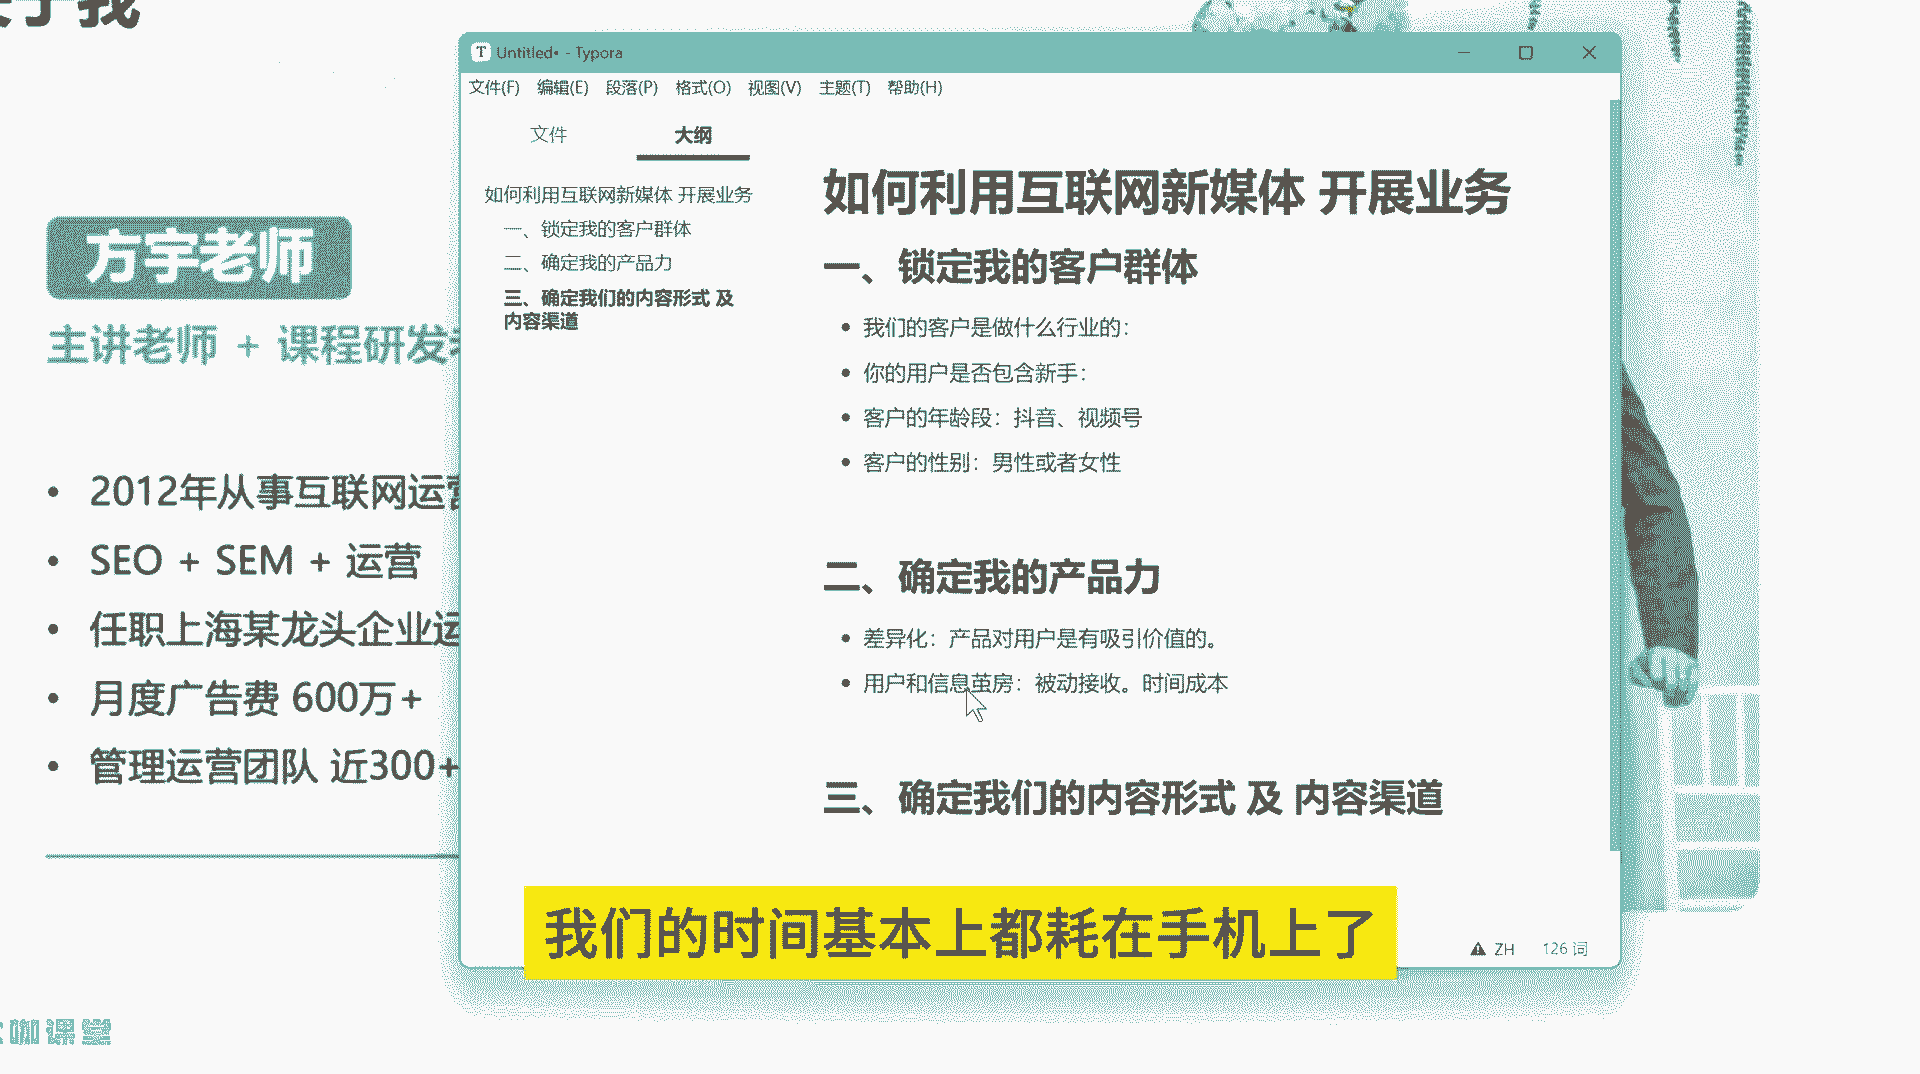 于我
方宇老师
主讲老师 + 课程研发
2012年从事互联网运营
SEO + SEM + 运营
任职上海某龙头企业运
月度广告费 600万+
管理运营团队 近300+
咖课堂
Untitled• - Typora
文件(F) 编辑(E) 段落(P) 格式(O) 视图(V) 主题(T) 帮助(H)
文件 大纲
如何利用互联网新媒体 开展业务
一、锁定我的客户群体
二、确定我的产品力
三、确定我们的内容形式 及
内容渠道
如何利用互联网新媒体 开展业务
一、锁定我的客户群体
我们的客户是做什么行业的：
你的用户是否包含新手：
客户的年龄段：抖音、视频号
客户的性别：男性或者女性
二、确定我的产品力
差异化：产品对用户是有吸引价值的。
用户和信息茧房：被动接收。时间成本
三、确定我们的内容形式 及 内容渠道
ZH 126 词
我们的时间基本上都耗在手机上了